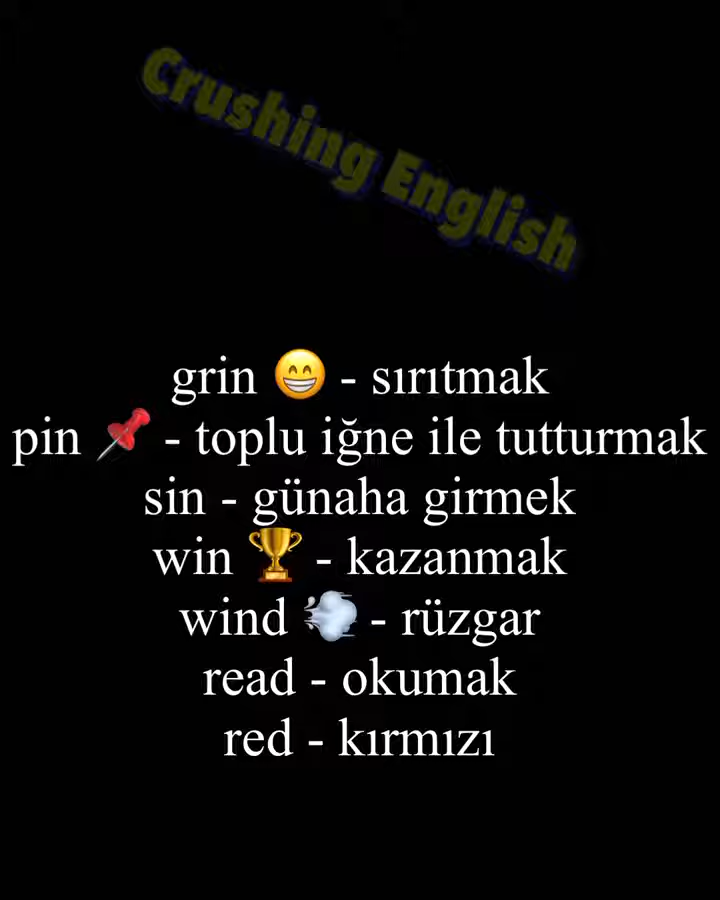 Crushing English
grin 😁 - sırıtmak
pin 📌 - toplu iğne ile tutturmak
sin - günaha girmek
win 🏆 - kazanmak
wind 💨 - rüzgar
read - okumak
red - kırmızı